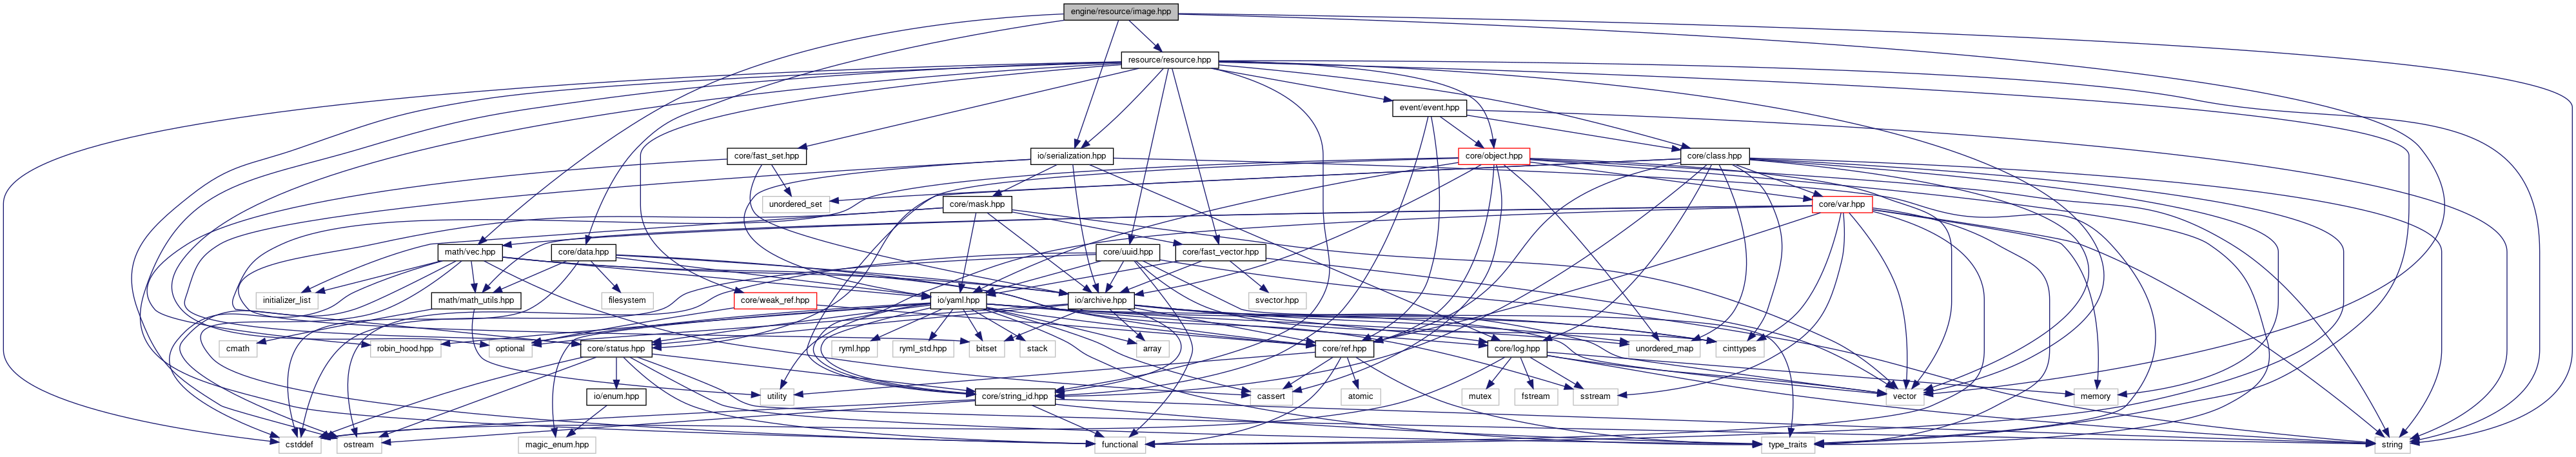 engine/resource/image.hpp
resource/resource.hpp
event/event.hpp
core/fast_set.hpp
io/serialization.hpp
core/object.hpp
core/class.hpp
unordered_set
core/mask.hpp
core/var.hpp
math/vec.hpp
core/data.hpp
core/uuid.hpp
core/fast_vector.hpp
initializer_list
math/math_utils.hpp
filesystem
core/weak_ref.hpp
io/yaml.hpp
io/archive.hpp
svector.hpp
cmath
robin_hood.hpp
optional
core/status.hpp
ryml.hpp
ryml_std.hpp
bitset
stack
array
core/ref.hpp
core/log.hpp
unordered_map
cinttypes
io/enum.hpp
utility
core/string_id.hpp
cassert
atomic
mutex
fstream
sstream
vector
memory
cstddef
ostream
magic_enum.hpp
functional
type_traits
string